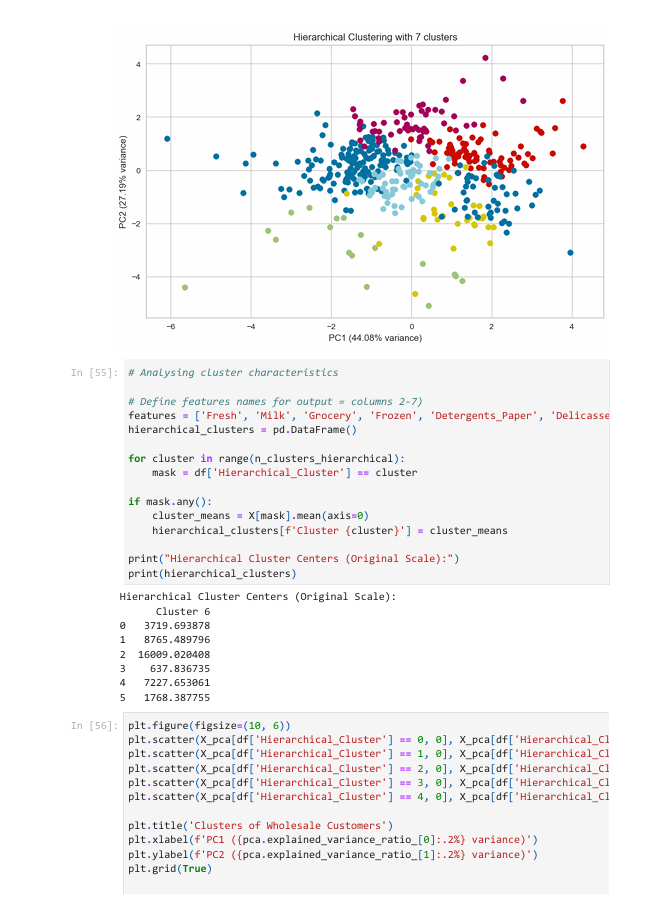 Hierarchical Clustering with 7 clusters
4
2
0
−2
−4
PC2 (27.19% variance)
−6 −4 −2 0 2 4
PC1 (44.08% variance)
In [55]: # Analysing cluster characteristics
# Define features names for output = columns 2-7)
features = ['Fresh', 'Milk', 'Grocery', 'Frozen', 'Detergents_Paper', 'Delicasse
hierarchical_clusters = pd.DataFrame()
for cluster in range(n_clusters_hierarchical):
    mask = df['Hierarchical_Cluster'] == cluster
if mask.any():
    cluster_means = X[mask].mean(axis=0)
    hierarchical_clusters[f'Cluster {cluster}'] = cluster_means
print("Hierarchical Cluster Centers (Original Scale):")
print(hierarchical_clusters)
Hierarchical Cluster Centers (Original Scale):
      Cluster 6
0   3719.693878
1   8765.489796
2  16009.020408
3    637.836735
4   7227.653061
5   1768.387755
In [56]: plt.figure(figsize=(10, 6))
plt.scatter(X_pca[df['Hierarchical_Cluster'] == 0, 0], X_pca[df['Hierarchical_Cl
plt.scatter(X_pca[df['Hierarchical_Cluster'] == 1, 0], X_pca[df['Hierarchical_Cl
plt.scatter(X_pca[df['Hierarchical_Cluster'] == 2, 0], X_pca[df['Hierarchical_Cl
plt.scatter(X_pca[df['Hierarchical_Cluster'] == 3, 0], X_pca[df['Hierarchical_Cl
plt.scatter(X_pca[df['Hierarchical_Cluster'] == 4, 0], X_pca[df['Hierarchical_Cl
plt.title('Clusters of Wholesale Customers')
plt.xlabel(f'PC1 ({pca.explained_variance_ratio_[0]:.2%} variance)')
plt.ylabel(f'PC2 ({pca.explained_variance_ratio_[1]:.2%} variance)')
plt.grid(True)